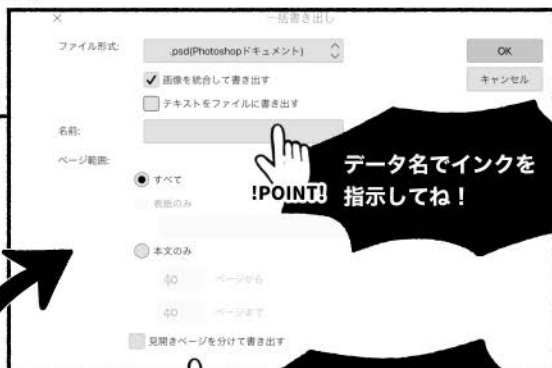 ×
一括書き出し
ファイル形式:
.psd(Photoshopドキュメント)
OK
画像を統合して書き出す
キャンセル
テキストをファイルに書き出す
名前:
ページ範囲:
データ名でインクを
指示してね！
!POINT!
すべて
表紙のみ
本文のみ
40 ページから
40 ページまで
見開きページを分けて書き出す